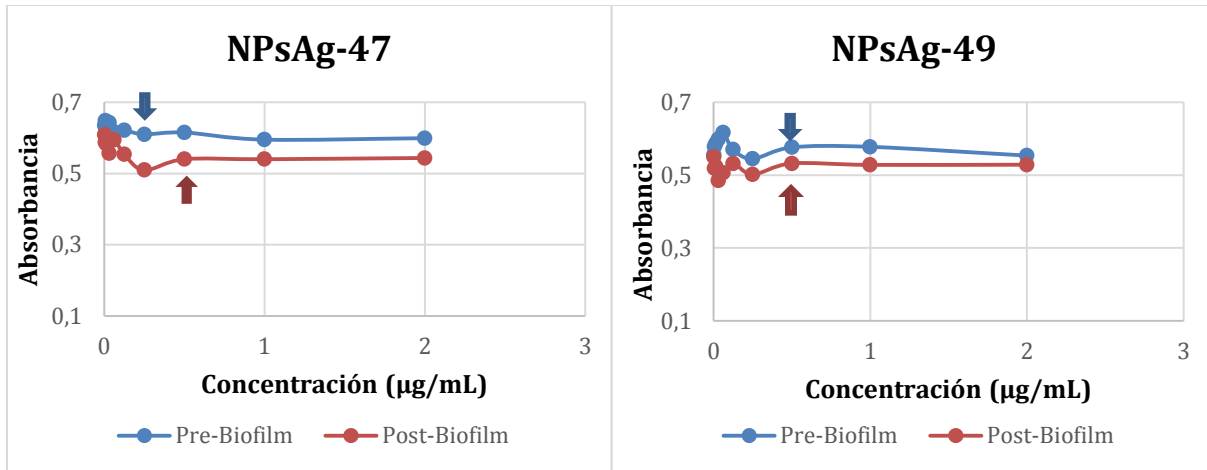 NPsAg-47
0,7
0,5
0,3
0,1
Absorbancia
0
1
2
3
Concentración (µg/mL)
Pre-Biofilm
Post-Biofilm
NPsAg-49
0,7
0,5
0,3
0,1
Absorbancia
0
1
2
3
Concentración (µg/mL)
Pre-Biofilm
Post-Biofilm